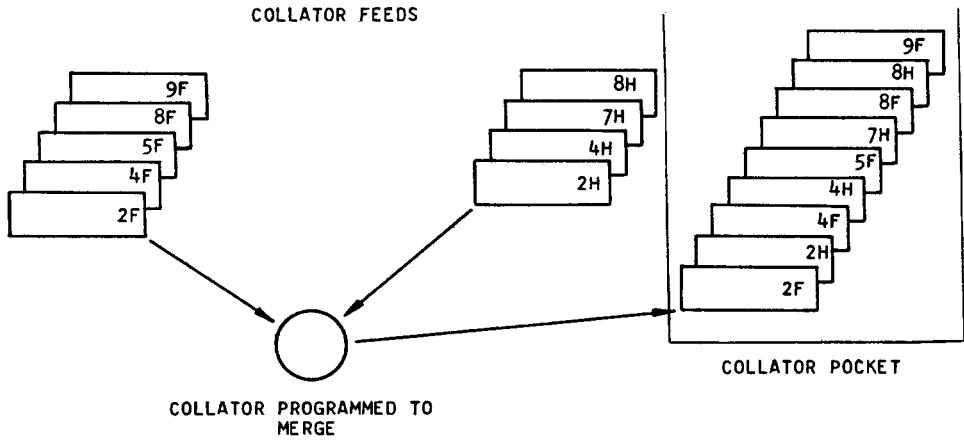 COLLATOR FEEDS
9F
8F
5F
4F
2F
8H
7H
4H
2H
9F
8H
8F
7H
5F
4H
4F
2H
2F
COLLATOR POCKET
COLLATOR PROGRAMMED TO
MERGE